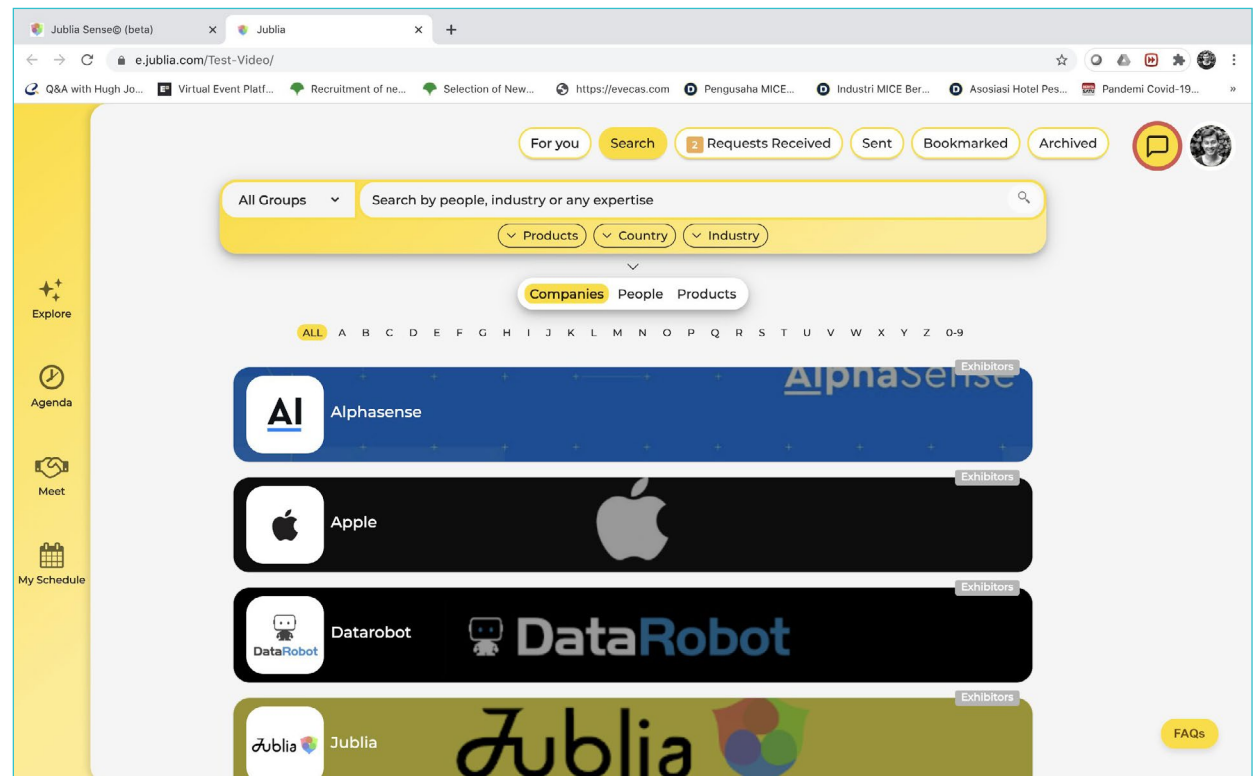 Jublia Sense© (beta) Jublia
e.jublia.com/Test-Video/
Q&A with Hugh Jo... Virtual Event Platf... Recruitment of ne... Selection of New... https://evecas.com Pengusaha MICE... Industri MICE Ber... Asosiasi Hotel Pes... Pandemi Covid-19... »
For you Search 2 Requests Received Sent Bookmarked Archived
All Groups Search by people, industry or any expertise
Products Country Industry
Companies People Products
ALL A B C D E F G H I J K L M N O P Q R S T U V W X Y Z 0-9
Explore
Agenda
Meet
My Schedule
Exhibitors
AlphaSense
AI Alphasense
Exhibitors
Apple
Exhibitors
DataRobot Datarobot DataRobot
Exhibitors
Jublia Jublia Jublia
FAQs